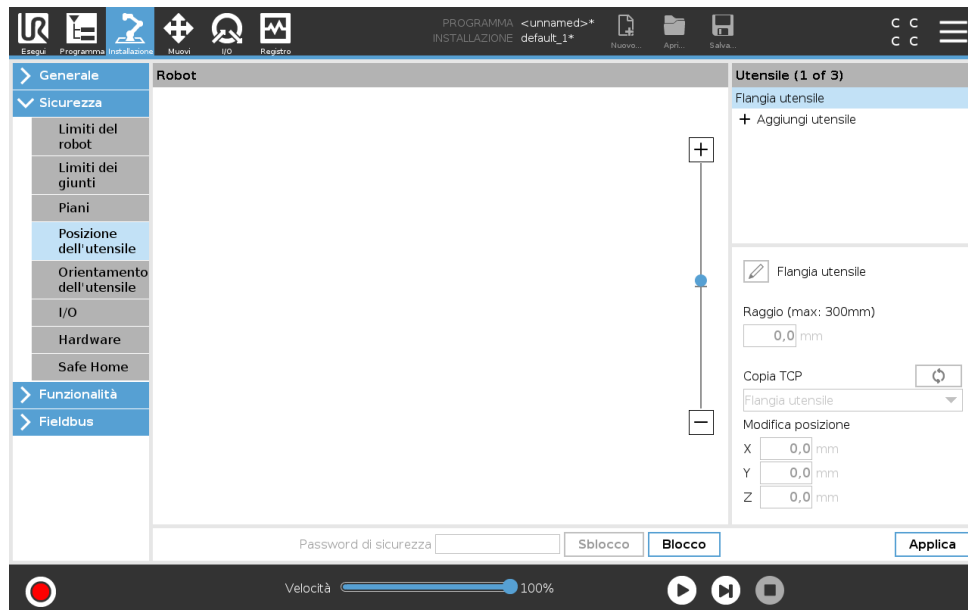 UR
Esegui
Programma
Installazione
Muovi
I/O
Registro
PROGRAMMA <unnamed>*
INSTALLAZIONE default_1*
Nuovo...
Apri...
Salva...
C C
C C
Generale
Sicurezza
Limiti del
robot
Limiti dei
giunti
Piani
Posizione
dell'utensile
Orientamento
dell'utensile
I/O
Hardware
Safe Home
Funzionalità
Fieldbus
Robot
Utensile (1 of 3)
Flangia utensile
+ Aggiungi utensile
Flangia utensile
Raggio (max: 300mm)
0,0 mm
Copia TCP
Flangia utensile
Modifica posizione
X 0,0 mm
Y 0,0 mm
Z 0,0 mm
Password di sicurezza
Sblocco
Blocco
Applica
Velocità 100%